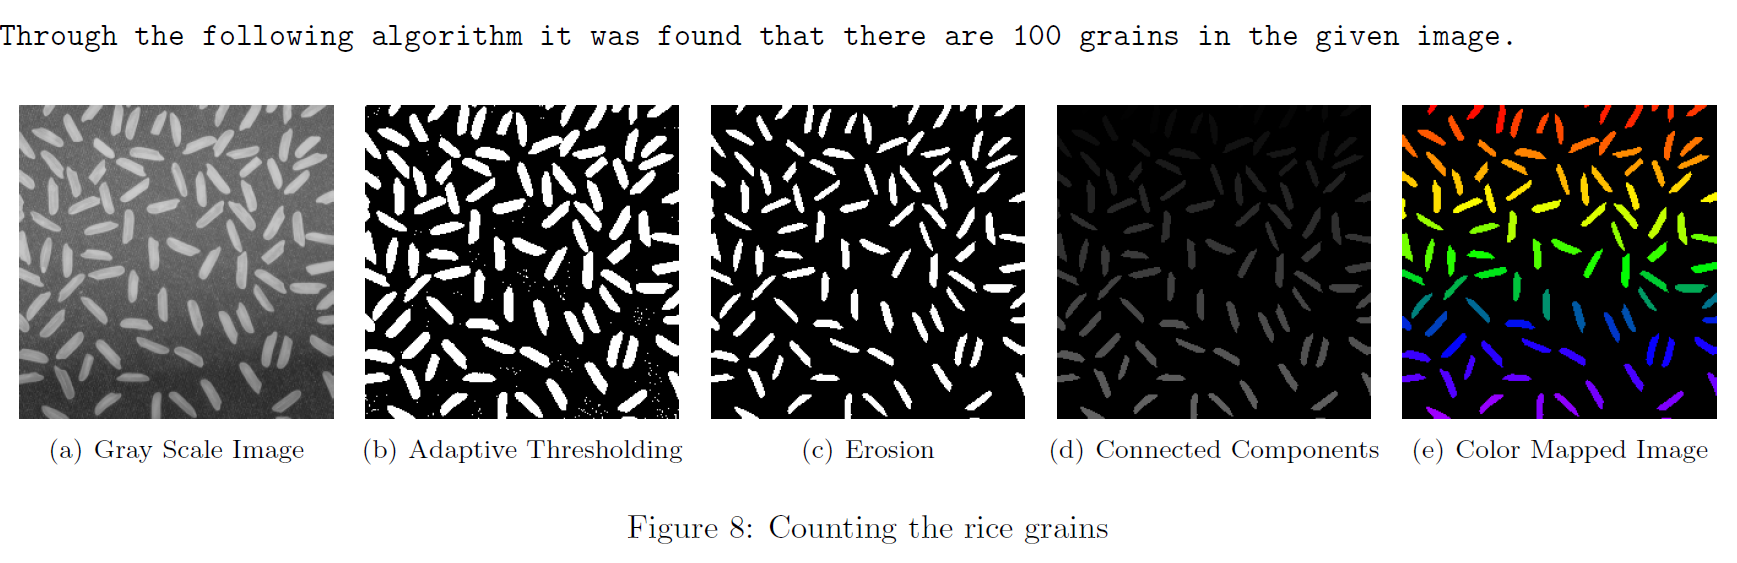 Through the following algorithm it was found that there are 100 grains in the given image.
(a) Gray Scale Image
(b) Adaptive Thresholding
(c) Erosion
(d) Connected Components
(e) Color Mapped Image
Figure 8: Counting the rice grains